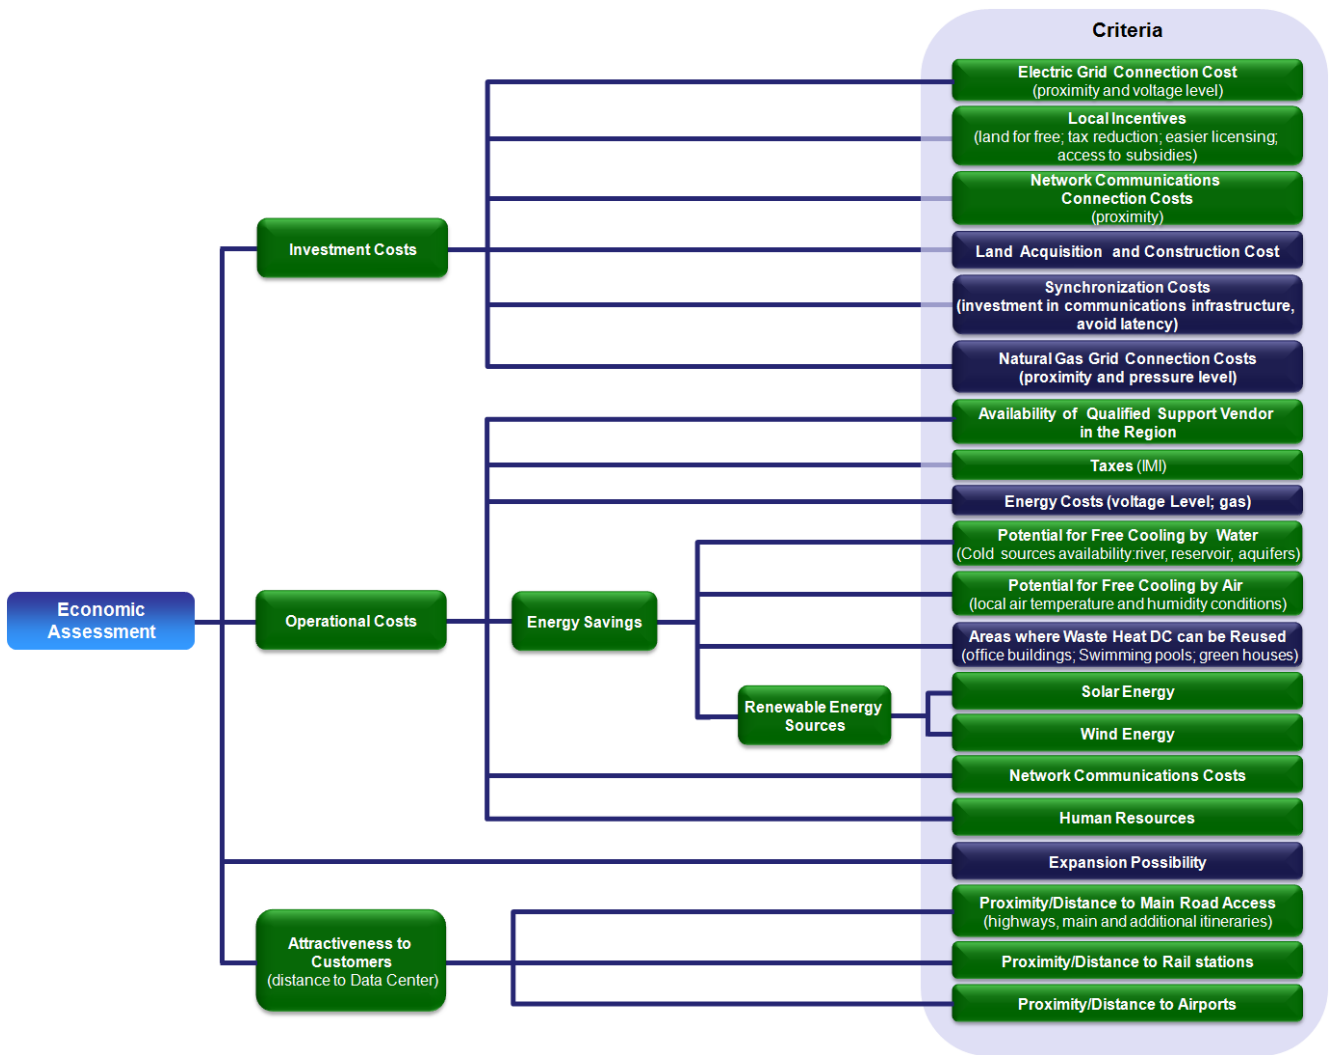 Criteria
Electric Grid Connection Cost
(proximity and voltage level)
Local Incentives
(land for free; tax reduction; easier licensing;
access to subsidies)
Network Communications
Connection Costs
(proximity)
Investment Costs
Land Acquisition and Construction Cost
Synchronization Costs
(investment in communications infrastructure,
avoid latency)
Natural Gas Grid Connection Costs
(proximity and pressure level)
Availability of Qualified Support Vendor
in the Region
Taxes (IMI)
Energy Costs (voltage Level; gas)
Potential for Free Cooling by Water
(Cold sources availability:river, reservoir, aquifers)
Potential for Free Cooling by Air
(local air temperature and humidity conditions)
Economic
Assessment
Operational Costs
Energy Savings
Areas where Waste Heat DC can be Reused
(office buildings; Swimming pools; green houses)
Renewable Energy
Sources
Solar Energy
Wind Energy
Network Communications Costs
Human Resources
Expansion Possibility
Attractiveness to
Customers
(distance to Data Center)
Proximity/Distance to Main Road Access
(highways, main and additional itineraries)
Proximity/Distance to Rail stations
Proximity/Distance to Airports